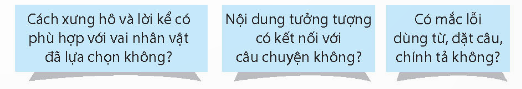 Cách xưng hô và lời kể có
phù hợp với vai nhân vật
đã lựa chọn không?
Nội dung tưởng tượng
có kết nối với
câu chuyện không?
Có mắc lỗi
dùng từ, đặt câu,
chính tả không?